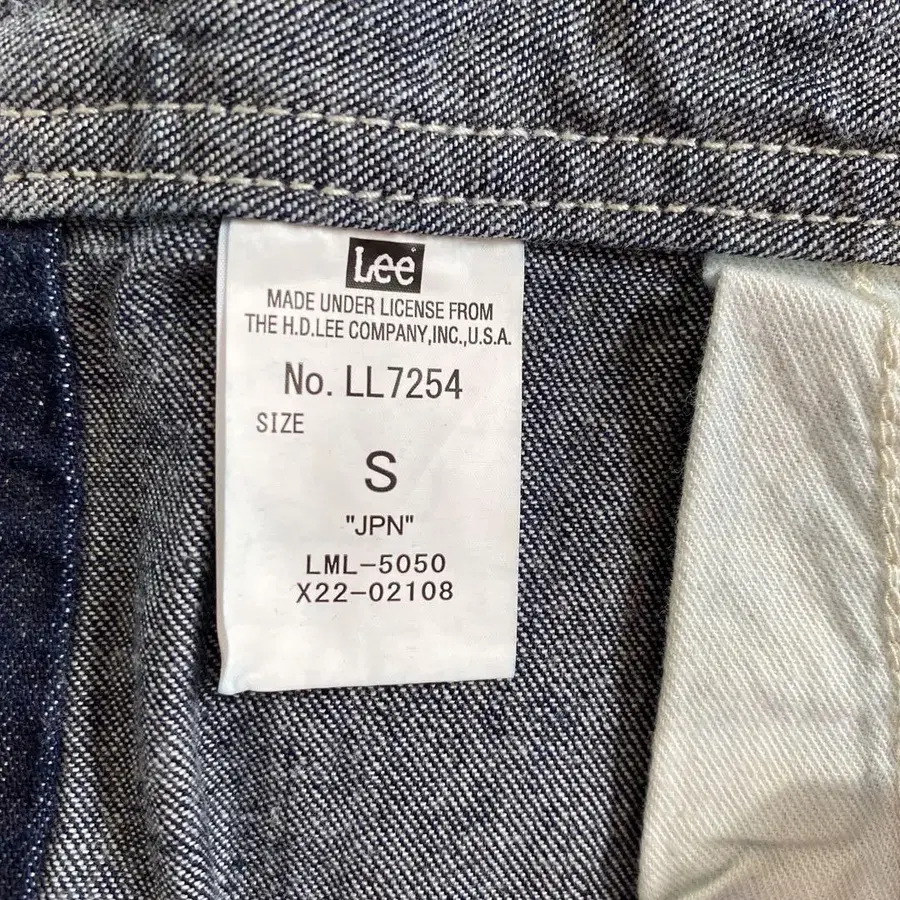 Lee
MADE UNDER LICENSE FROM
THE H.D.LEE COMPANY,INC.,U.S.A.
No. LL7254
SIZE
S
"JPN"
LML-5050
X22-02108